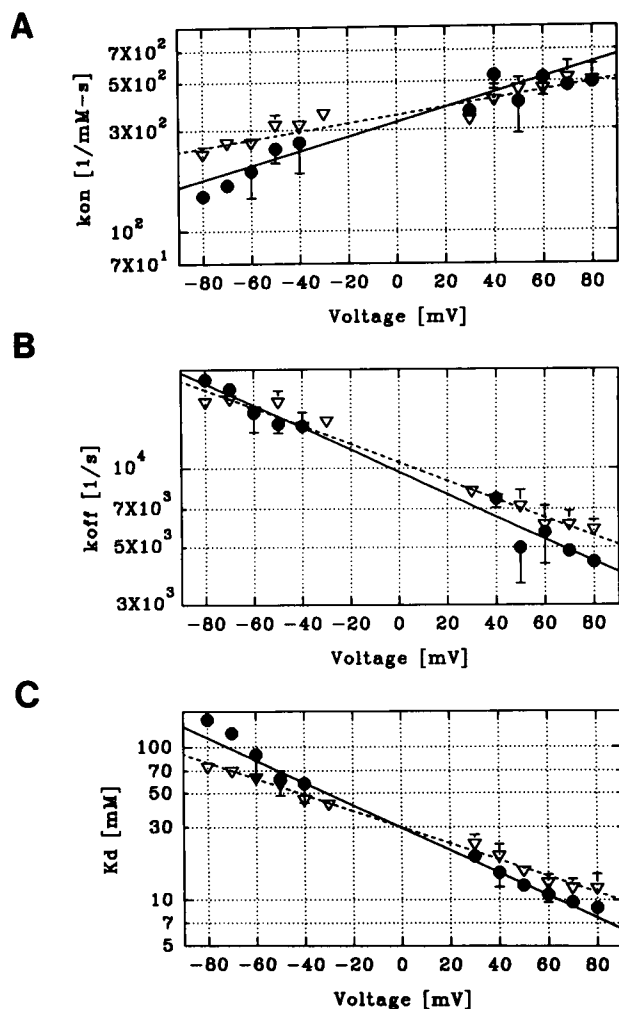 A
7X10²
5X10²
3X10²
10²
7X10¹
kon [1/mM-s]
-80 -60 -40 -20 0 20 40 60 80
Voltage [mV]
B
10⁴
7X10³
5X10³
3X10³
koff [1/s]
-80 -60 -40 -20 0 20 40 60 80
Voltage [mV]
C
100
70
50
30
10
7
5
Kd [mM]
-80 -60 -40 -20 0 20 40 60 80
Voltage [mV]